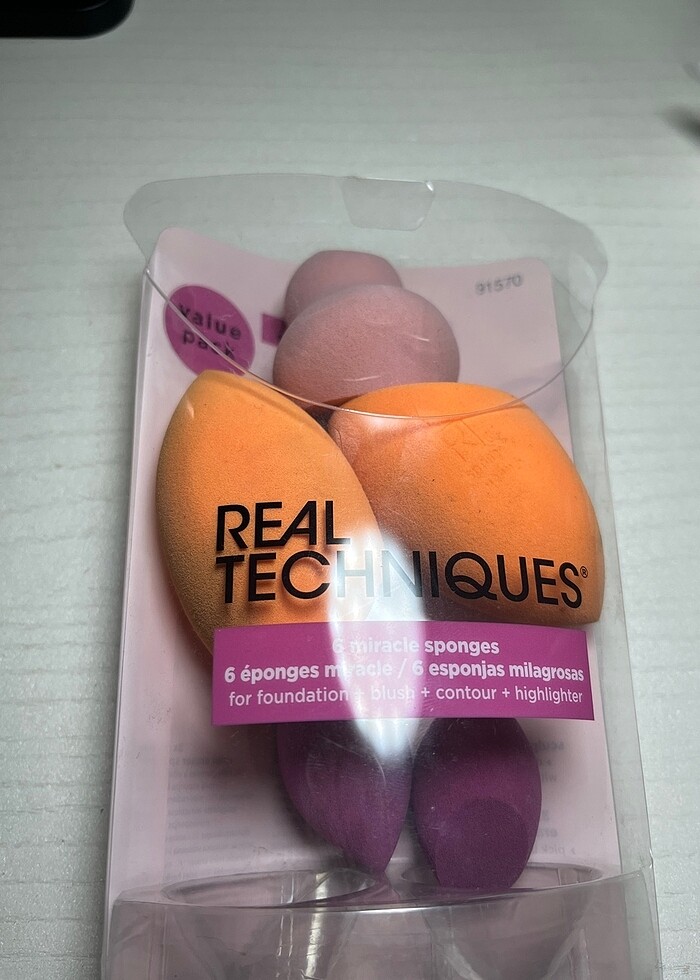 91570
value
pack
REAL
TECHNIQUES®
6 miracle sponges
6 éponges miracle / 6 esponjas milagrosas
for foundation + blush + contour + highlighter